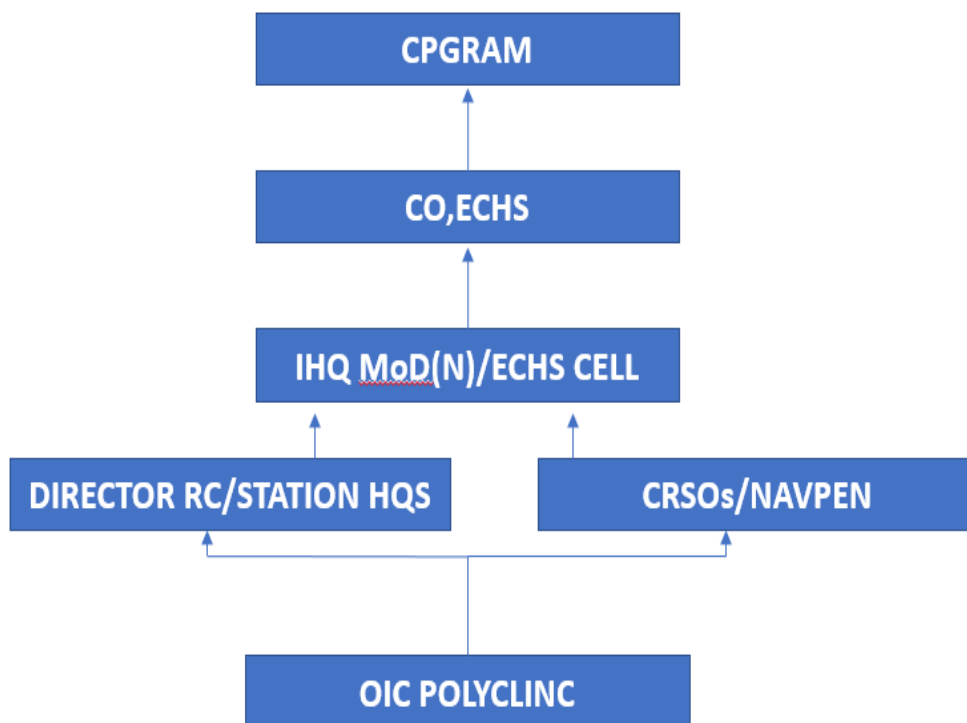 CPGRAM
CO,ECHS
IHQ MoD(N)/ECHS CELL
DIRECTOR RC/STATION HQS
CRSOs/NAVPEN
OIC POLYCLINC